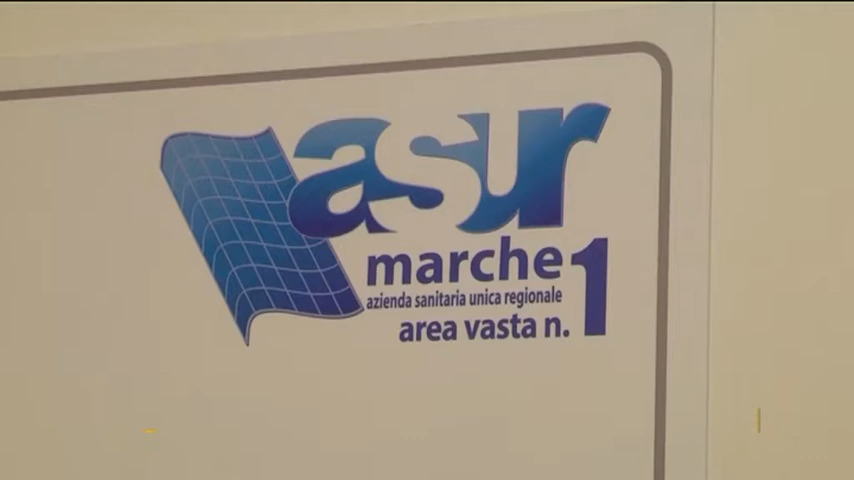 asur
marche
azienda sanitaria unica regionale
area vasta n. 1